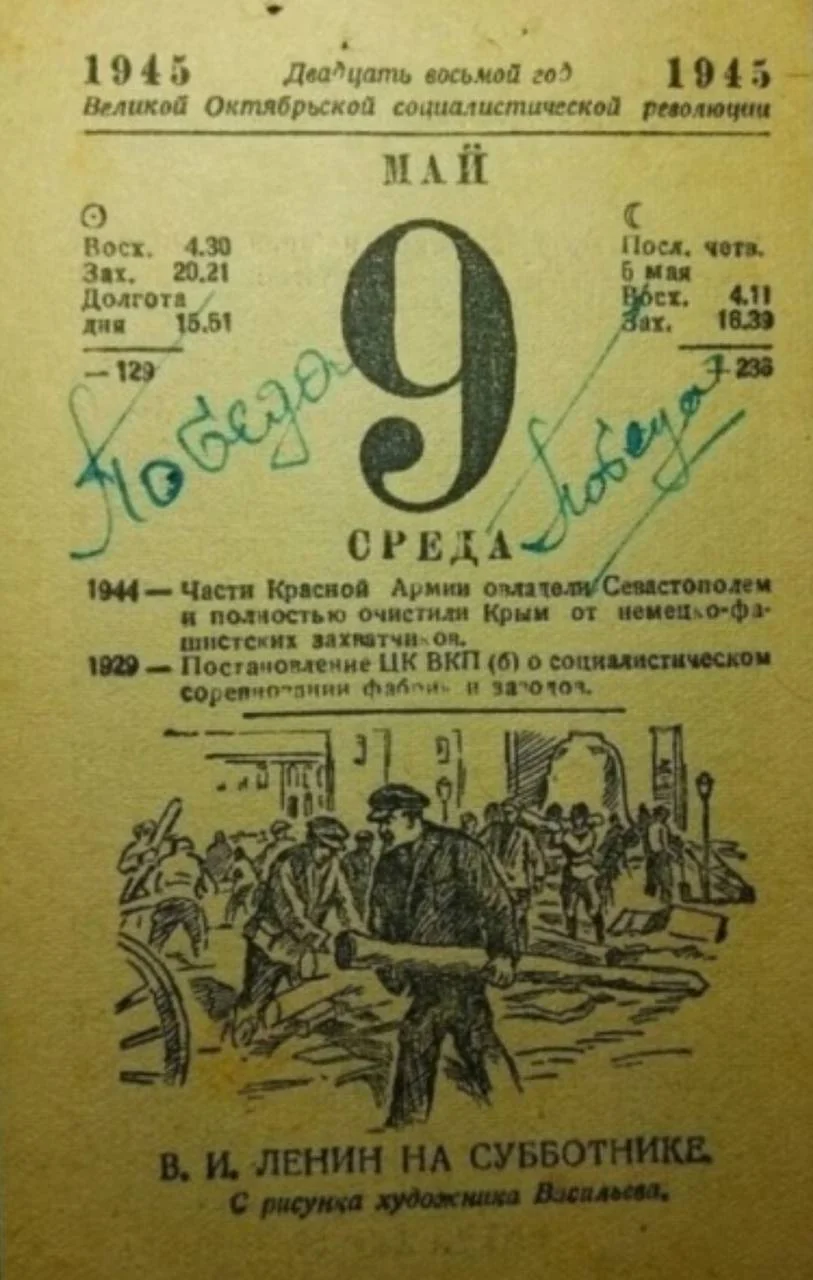 1945 Двадцать восьмой год 1945
Великой Октябрьской социалистической революции
МАЙ
Восх. 4.30
Зах. 20.21
Долгота
дня 15.51
— 129
9
Посл. четв.
5 мая
Восх. 4.11
Зах. 16.39
+ 236
Победа
Победа
СРЕДА
1944 — Части Красной Армии овладели Севастополем
и полностью очистили Крым от немецко-фа-
шистских захватчиков.
1929 — Постановление ЦК ВКП (б) о социалистическом
соревновании фабрик и заводов.
В. И. ЛЕНИН НА СУББОТНИКЕ.
С рисунка художника Васильева.